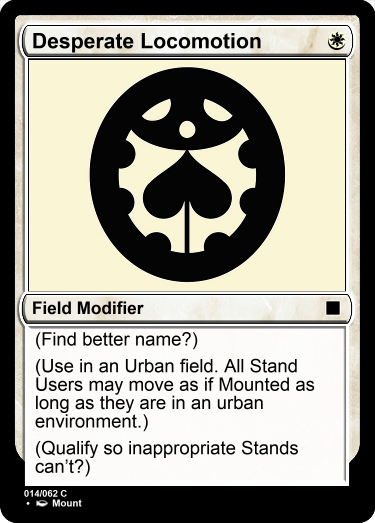 Desperate Locomotion
Field Modifier
(Find better name?)
(Use in an Urban field. All Stand
Users may move as if Mounted as
long as they are in an urban
environment.)
(Qualify so inappropriate Stands
can't?)
014/062 C
• Mount